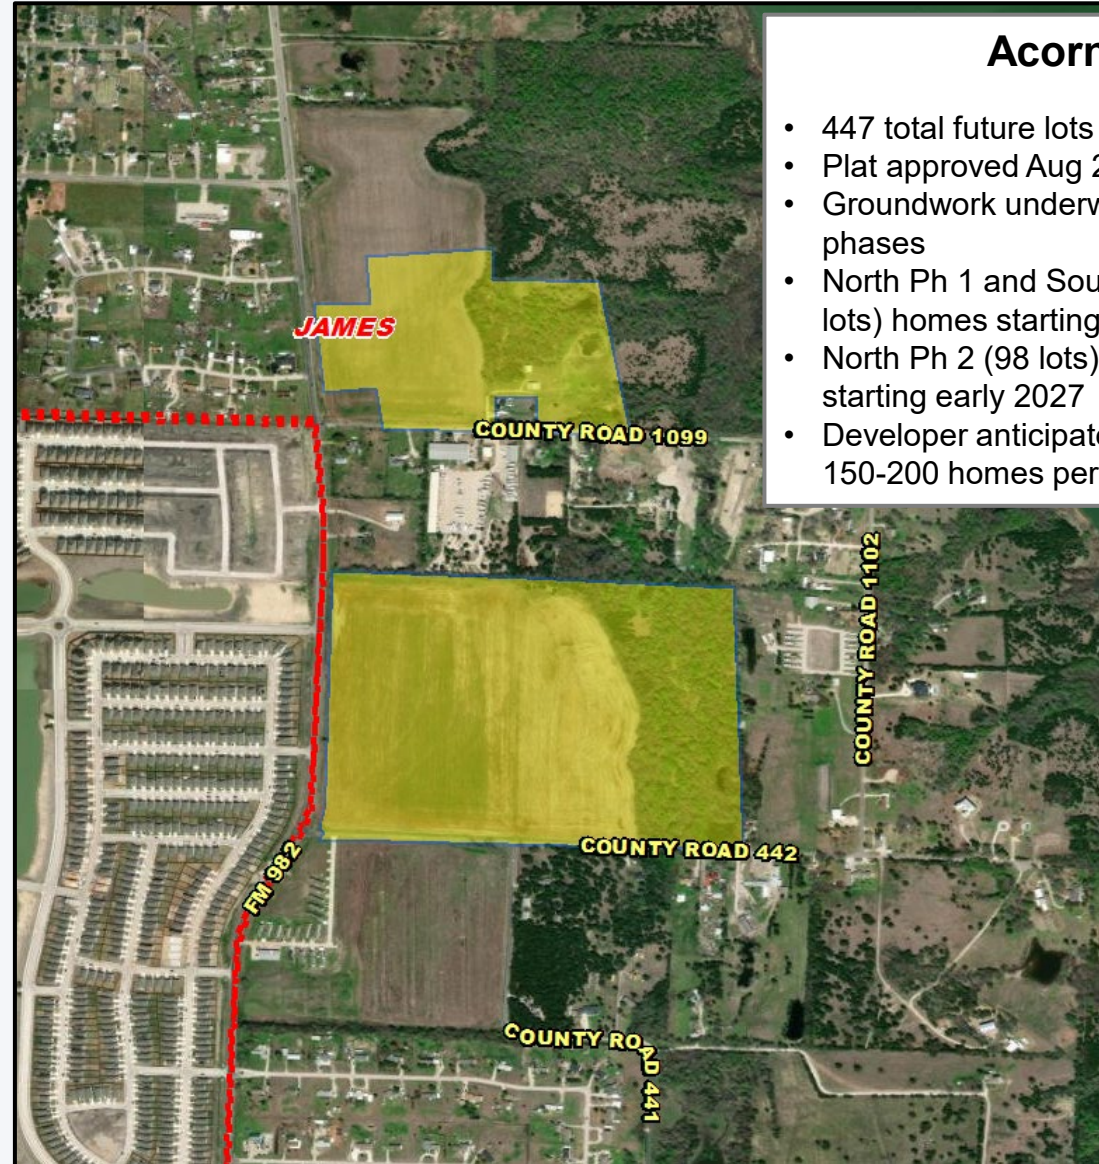 Acorn
• 447 total future lots
• Plat approved Aug 2
• Groundwork underw
phases
• North Ph 1 and Sou
lots) homes starting
• North Ph 2 (98 lots)
starting early 2027
• Developer anticipate
150-200 homes per
JAMES
COUNTY ROAD 1099
COUNTY ROAD 1102
COUNTY ROAD 442
FM 982
COUNTY ROAD 441